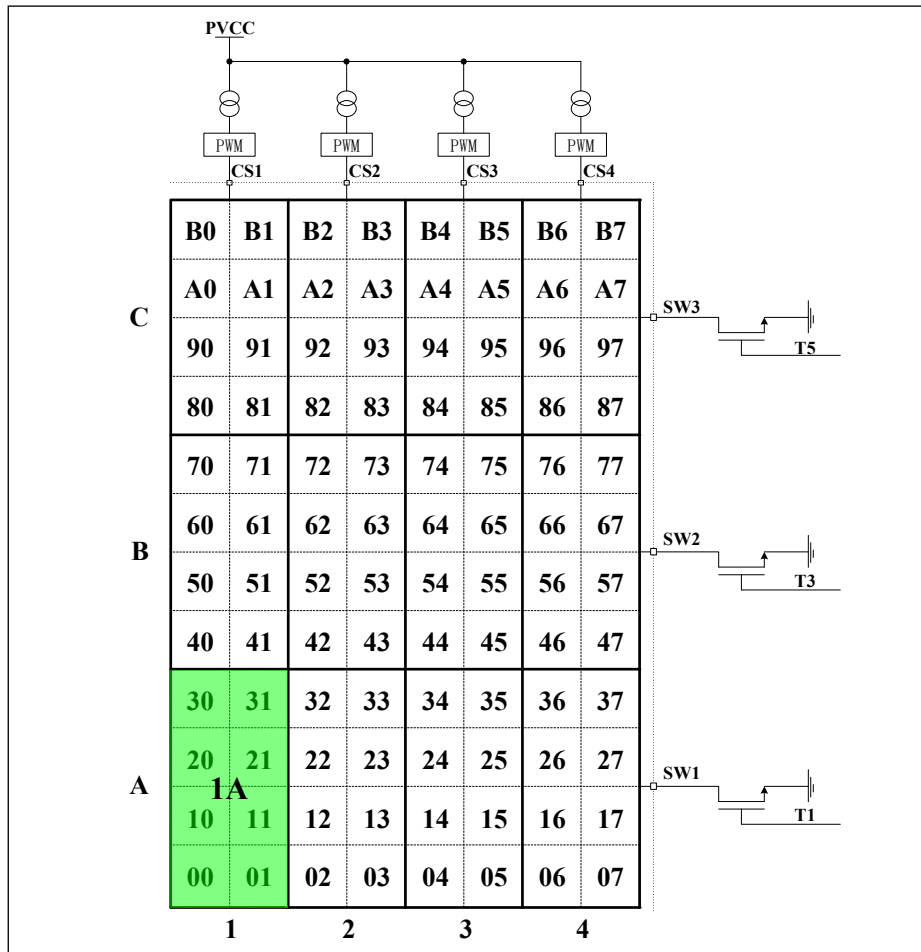 PVCC
PWM PWM PWM PWM
CS1 CS2 CS3 CS4
B0 B1 B2 B3 B4 B5 B6 B7
A0 A1 A2 A3 A4 A5 A6 A7
C SW3
90 91 92 93 94 95 96 97 T5
80 81 82 83 84 85 86 87
70 71 72 73 74 75 76 77
60 61 62 63 64 65 66 67
B SW2
50 51 52 53 54 55 56 57 T3
40 41 42 43 44 45 46 47
30 31 32 33 34 35 36 37
20 21 22 23 24 25 26 27
A 1A SW1
10 11 12 13 14 15 16 17 T1
00 01 02 03 04 05 06 07
1 2 3 4